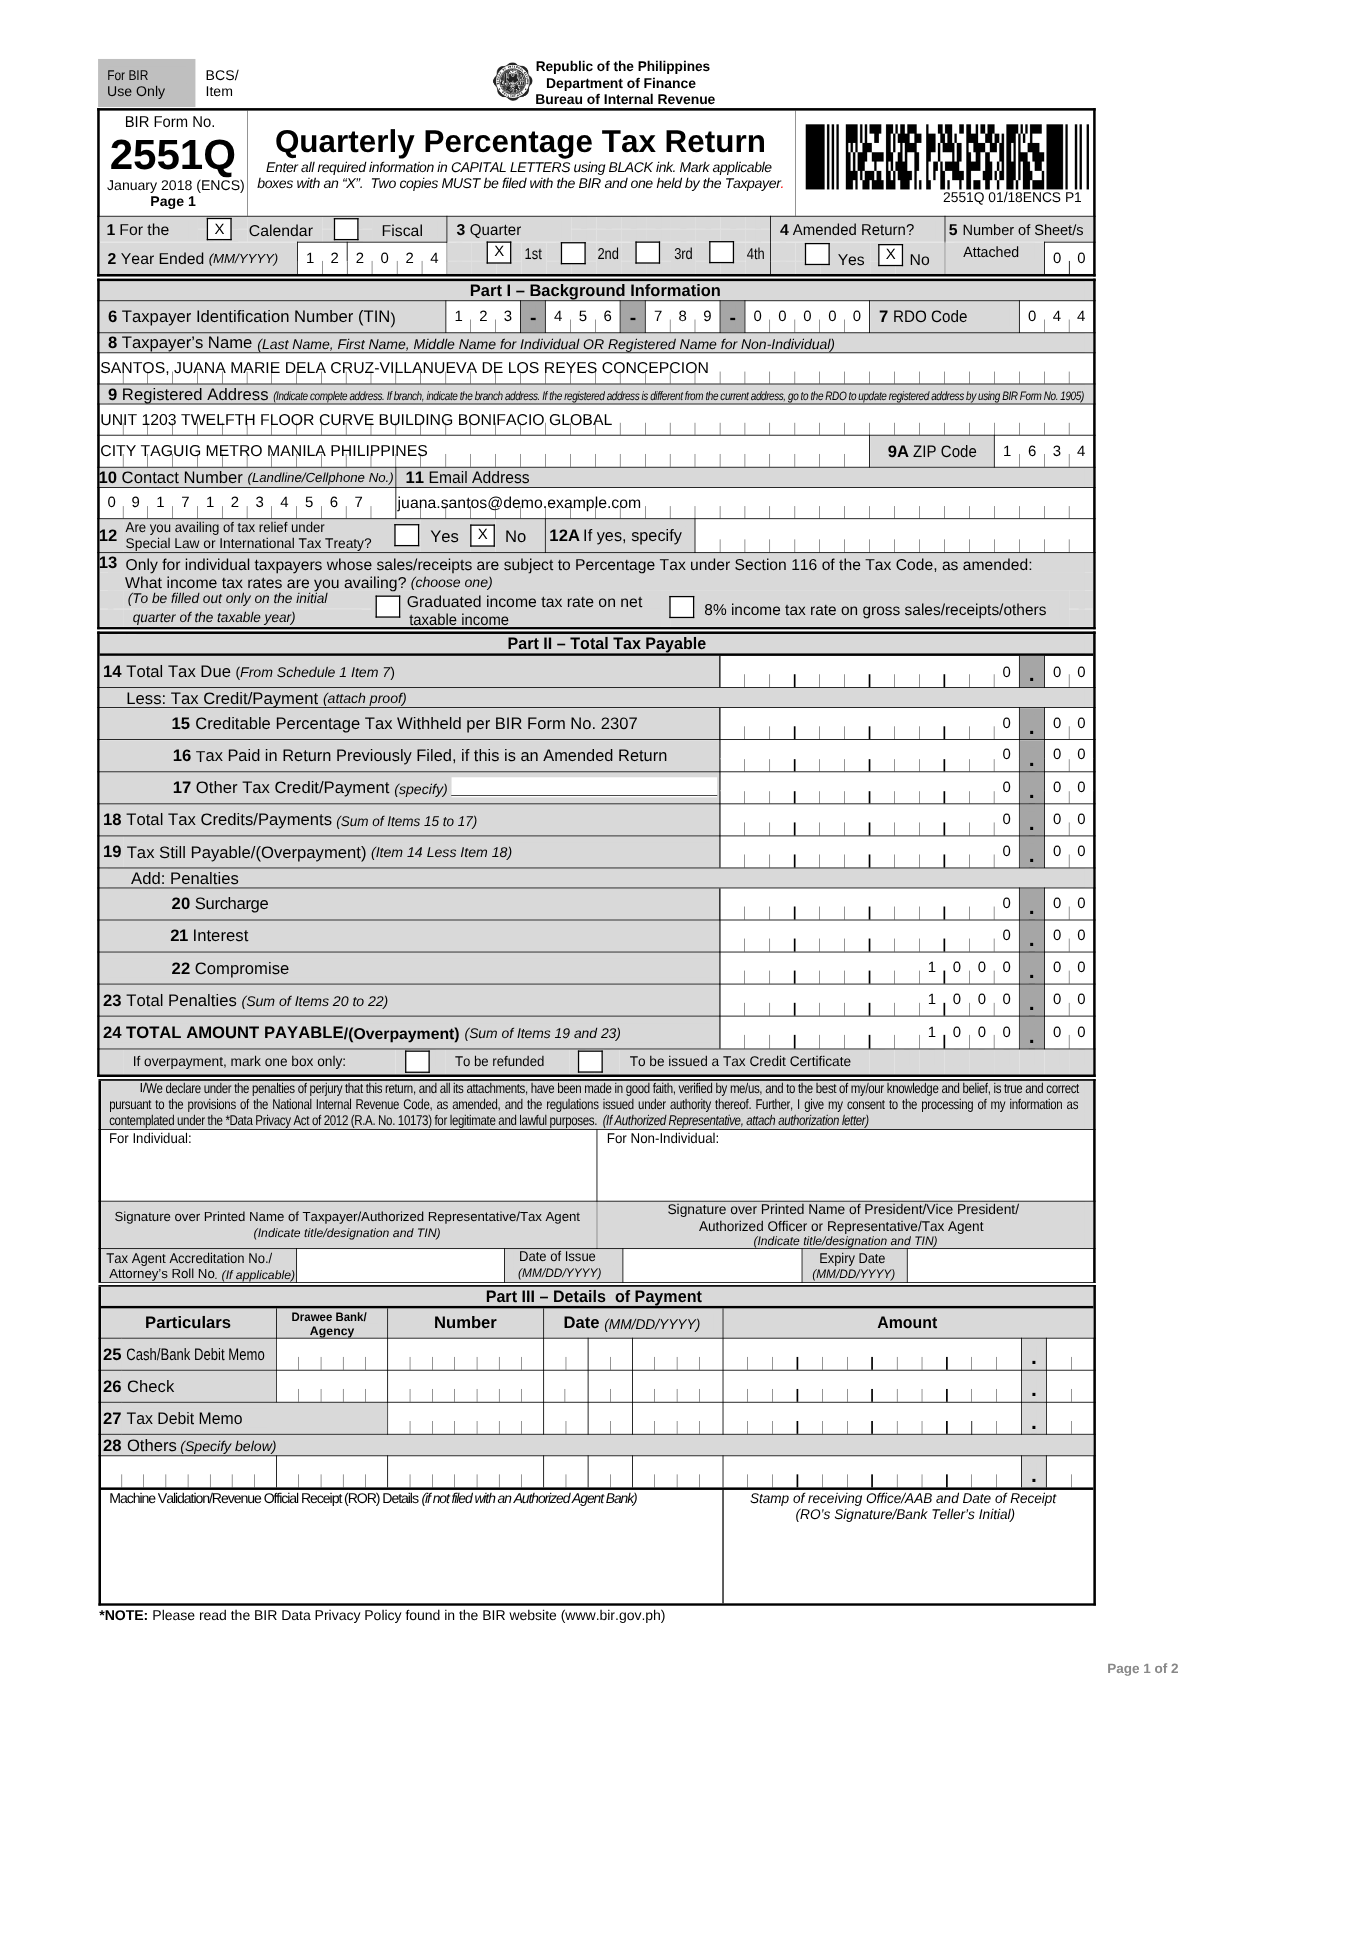 For BIR
Use Only
BCS/
Item
Republic of the Philippines
Department of Finance
Bureau of Internal Revenue
BIR Form No.
2551Q
January 2018 (ENCS)
Page 1
Quarterly Percentage Tax Return
Enter all required information in CAPITAL LETTERS using BLACK ink. Mark applicable
boxes with an “X”. Two copies MUST be filed with the BIR and one held by the Taxpayer.
2551Q 01/18ENCS P1
1 For the X Calendar Fiscal
2 Year Ended (MM/YYYY) 1 2 2 0 2 4
3 Quarter
X 1st 2nd 3rd 4th
4 Amended Return?
Yes X No
5 Number of Sheet/s
Attached 0 0
Part I – Background Information
6 Taxpayer Identification Number (TIN) 1 2 3 - 4 5 6 - 7 8 9 - 0 0 0 0 0 7 RDO Code 0 4 4
8 Taxpayer’s Name (Last Name, First Name, Middle Name for Individual OR Registered Name for Non-Individual)
SANTOS, JUANA MARIE DELA CRUZ-VILLANUEVA DE LOS REYES CONCEPCION
9 Registered Address (Indicate complete address. If branch, indicate the branch address. If the registered address is different from the current address, go to the RDO to update registered address by using BIR Form No. 1905)
UNIT 1203 TWELFTH FLOOR CURVE BUILDING BONIFACIO GLOBAL
CITY TAGUIG METRO MANILA PHILIPPINES 9A ZIP Code 1 6 3 4
10 Contact Number (Landline/Cellphone No.) 11 Email Address
0 9 1 7 1 2 3 4 5 6 7 juana.santos@demo.example.com
12 Are you availing of tax relief under
Special Law or International Tax Treaty? Yes X No 12A If yes, specify
13 Only for individual taxpayers whose sales/receipts are subject to Percentage Tax under Section 116 of the Tax Code, as amended:
What income tax rates are you availing? (choose one)
(To be filled out only on the initial
quarter of the taxable year)
Graduated income tax rate on net
taxable income
8% income tax rate on gross sales/receipts/others
Part II – Total Tax Payable
14 Total Tax Due (From Schedule 1 Item 7) 0 . 0 0
Less: Tax Credit/Payment (attach proof)
15 Creditable Percentage Tax Withheld per BIR Form No. 2307 0 . 0 0
16 Tax Paid in Return Previously Filed, if this is an Amended Return 0 . 0 0
17 Other Tax Credit/Payment (specify) 0 . 0 0
18 Total Tax Credits/Payments (Sum of Items 15 to 17) 0 . 0 0
19 Tax Still Payable/(Overpayment) (Item 14 Less Item 18) 0 . 0 0
Add: Penalties
20 Surcharge 0 . 0 0
21 Interest 0 . 0 0
22 Compromise 1 0 0 0 . 0 0
23 Total Penalties (Sum of Items 20 to 22) 1 0 0 0 . 0 0
24 TOTAL AMOUNT PAYABLE/(Overpayment) (Sum of Items 19 and 23) 1 0 0 0 . 0 0
If overpayment, mark one box only: To be refunded To be issued a Tax Credit Certificate
I/We declare under the penalties of perjury that this return, and all its attachments, have been made in good faith, verified by me/us, and to the best of my/our knowledge and belief, is true and correct
pursuant to the provisions of the National Internal Revenue Code, as amended, and the regulations issued under authority thereof. Further, I give my consent to the processing of my information as
contemplated under the *Data Privacy Act of 2012 (R.A. No. 10173) for legitimate and lawful purposes. (If Authorized Representative, attach authorization letter)
For Individual:
For Non-Individual:
Signature over Printed Name of Taxpayer/Authorized Representative/Tax Agent
(Indicate title/designation and TIN)
Signature over Printed Name of President/Vice President/
Authorized Officer or Representative/Tax Agent
(Indicate title/designation and TIN)
Tax Agent Accreditation No./
Attorney’s Roll No. (If applicable)
Date of Issue
(MM/DD/YYYY)
Expiry Date
(MM/DD/YYYY)
Part III – Details of Payment
Particulars
Drawee Bank/
Agency
Number
Date (MM/DD/YYYY)
Amount
25 Cash/Bank Debit Memo .
26 Check .
27 Tax Debit Memo .
28 Others (Specify below)
.
Machine Validation/Revenue Official Receipt (ROR) Details (if not filed with an Authorized Agent Bank)
Stamp of receiving Office/AAB and Date of Receipt
(RO’s Signature/Bank Teller’s Initial)
*NOTE: Please read the BIR Data Privacy Policy found in the BIR website (www.bir.gov.ph)
Page 1 of 2